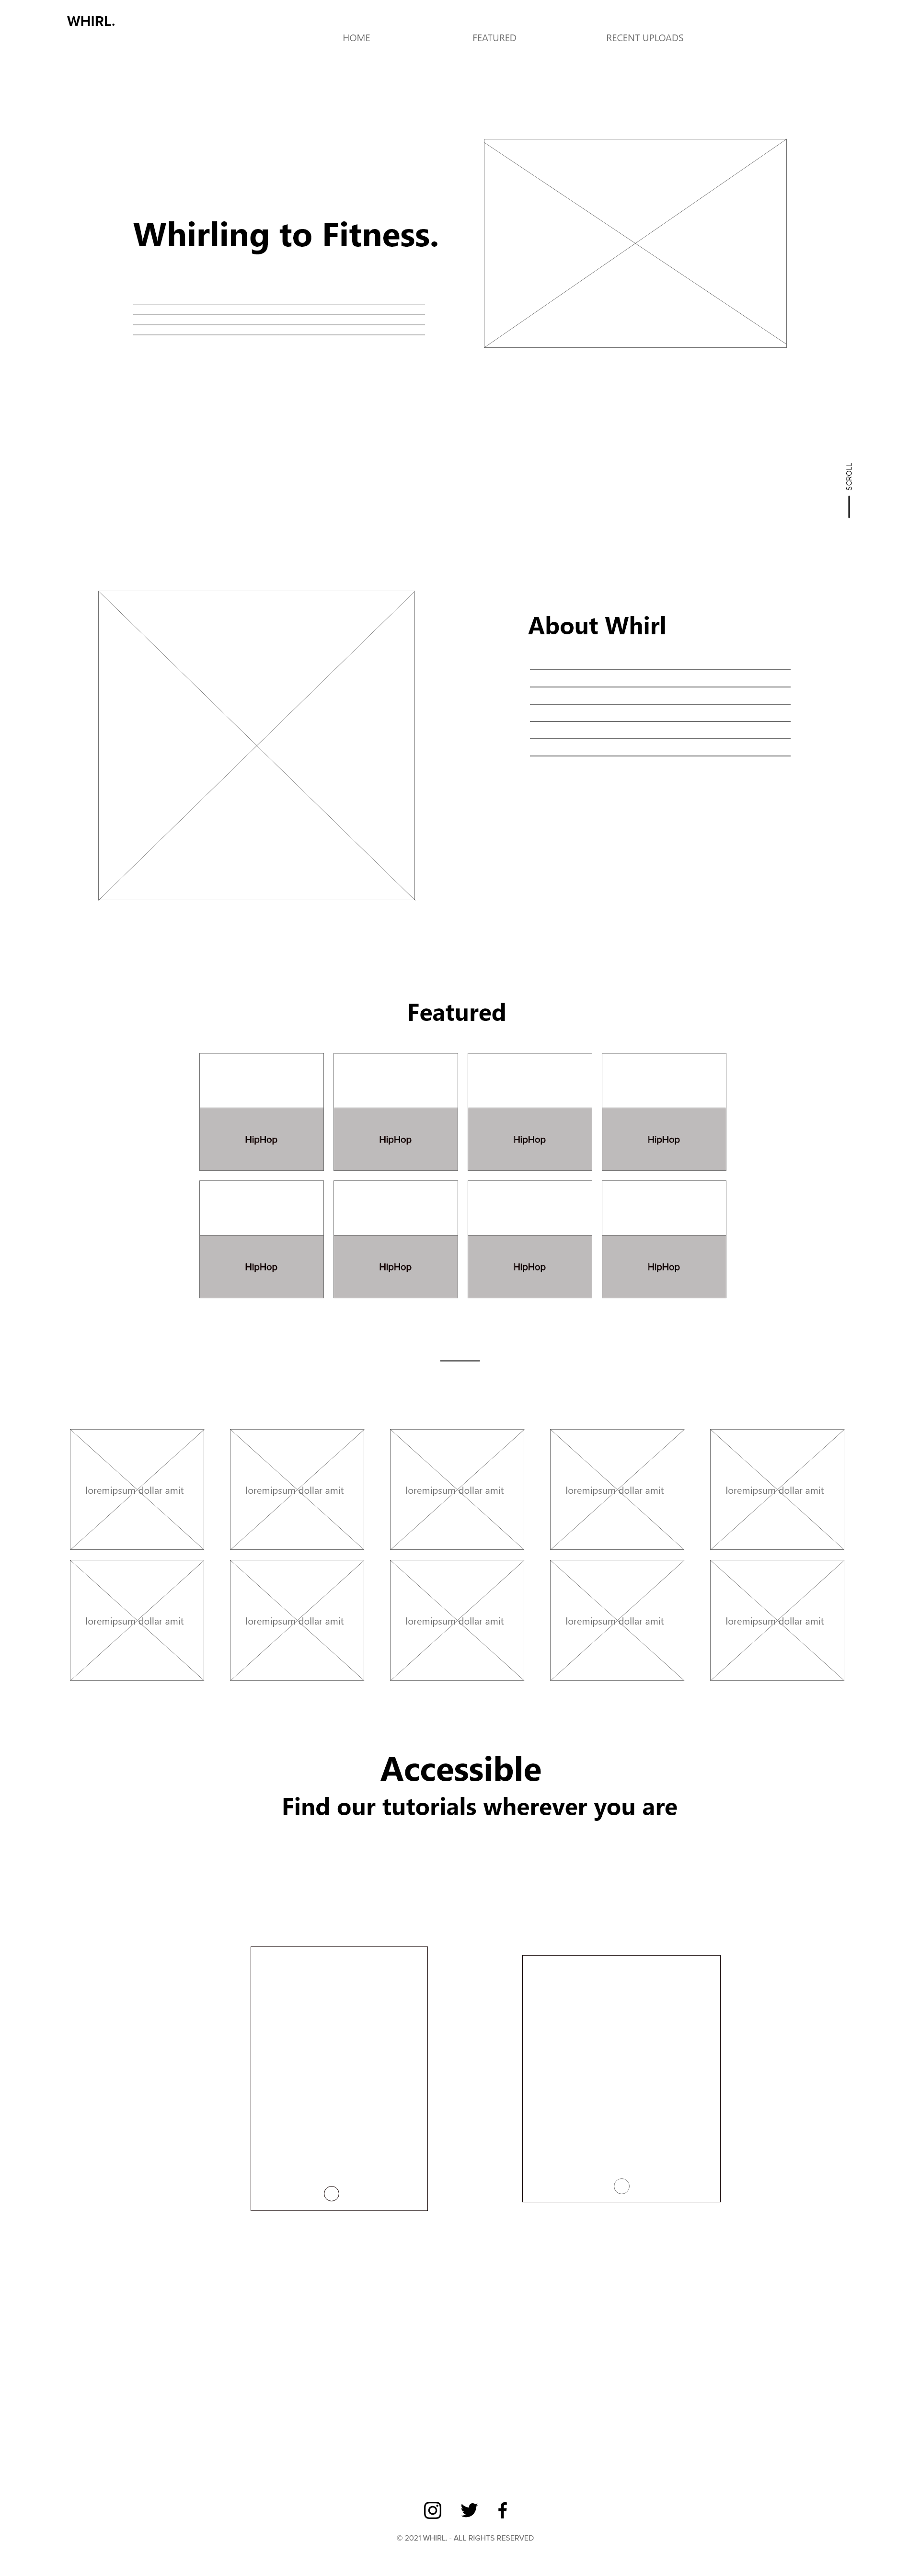 WHIRL.
HOME FEATURED RECENT UPLOADS
Whirling to Fitness.
SCROLL
About Whirl
Featured
HipHop HipHop HipHop HipHop
HipHop HipHop HipHop HipHop
loremipsum dollar amit loremipsum dollar amit loremipsum dollar amit loremipsum dollar amit loremipsum dollar amit
loremipsum dollar amit loremipsum dollar amit loremipsum dollar amit loremipsum dollar amit loremipsum dollar amit
Accessible
Find our tutorials wherever you are
© 2021 WHIRL. - ALL RIGHTS RESERVED